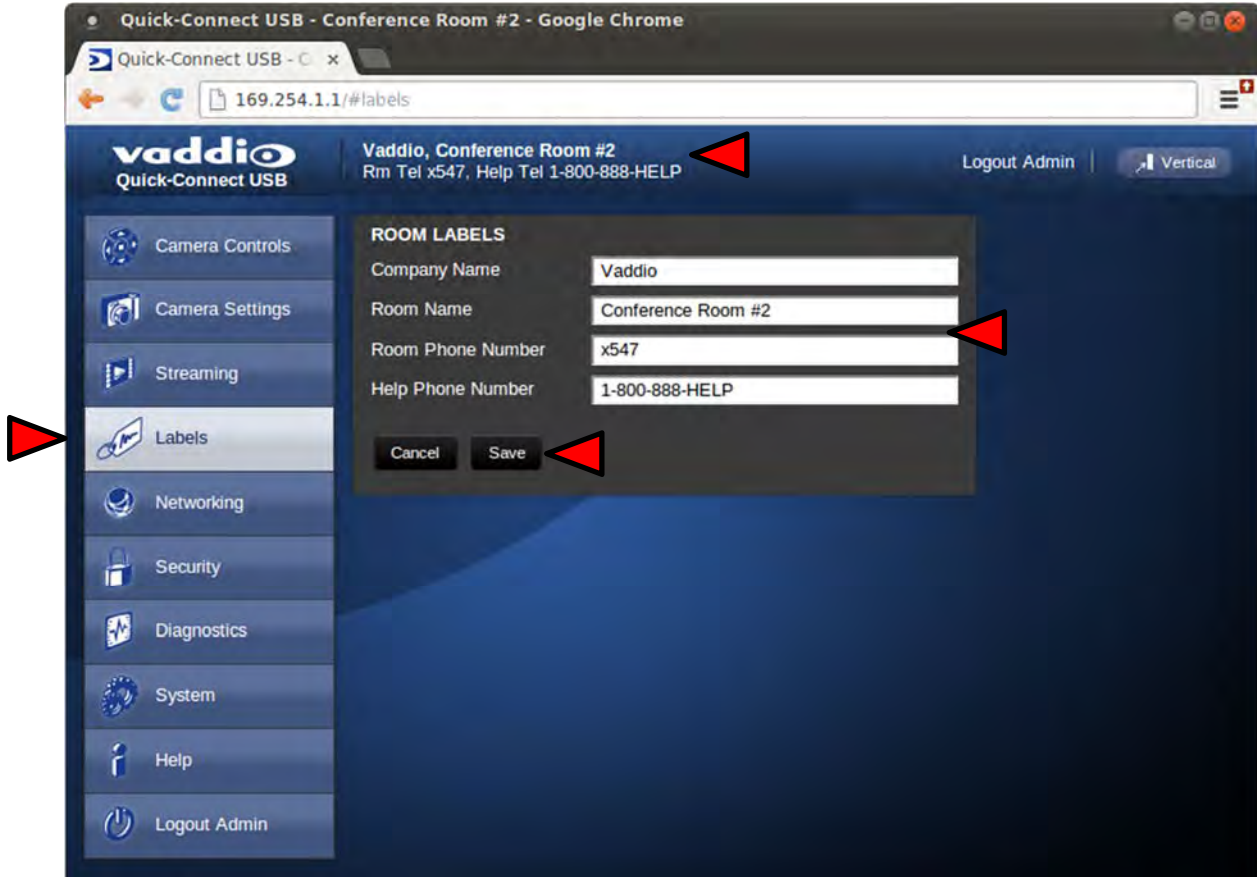 Quick-Connect USB - Conference Room #2 - Google Chrome
Quick-Connect USB - C
169.254.1.1/#labels
vaddio
Quick-Connect USB
Vaddio, Conference Room #2
Rm Tel x547, Help Tel 1-800-888-HELP
Logout Admin
Vertical
Camera Controls
Camera Settings
Streaming
Labels
Networking
Security
Diagnostics
System
Help
Logout Admin
ROOM LABELS
Company Name Vaddio
Room Name Conference Room #2
Room Phone Number x547
Help Phone Number 1-800-888-HELP
Cancel Save